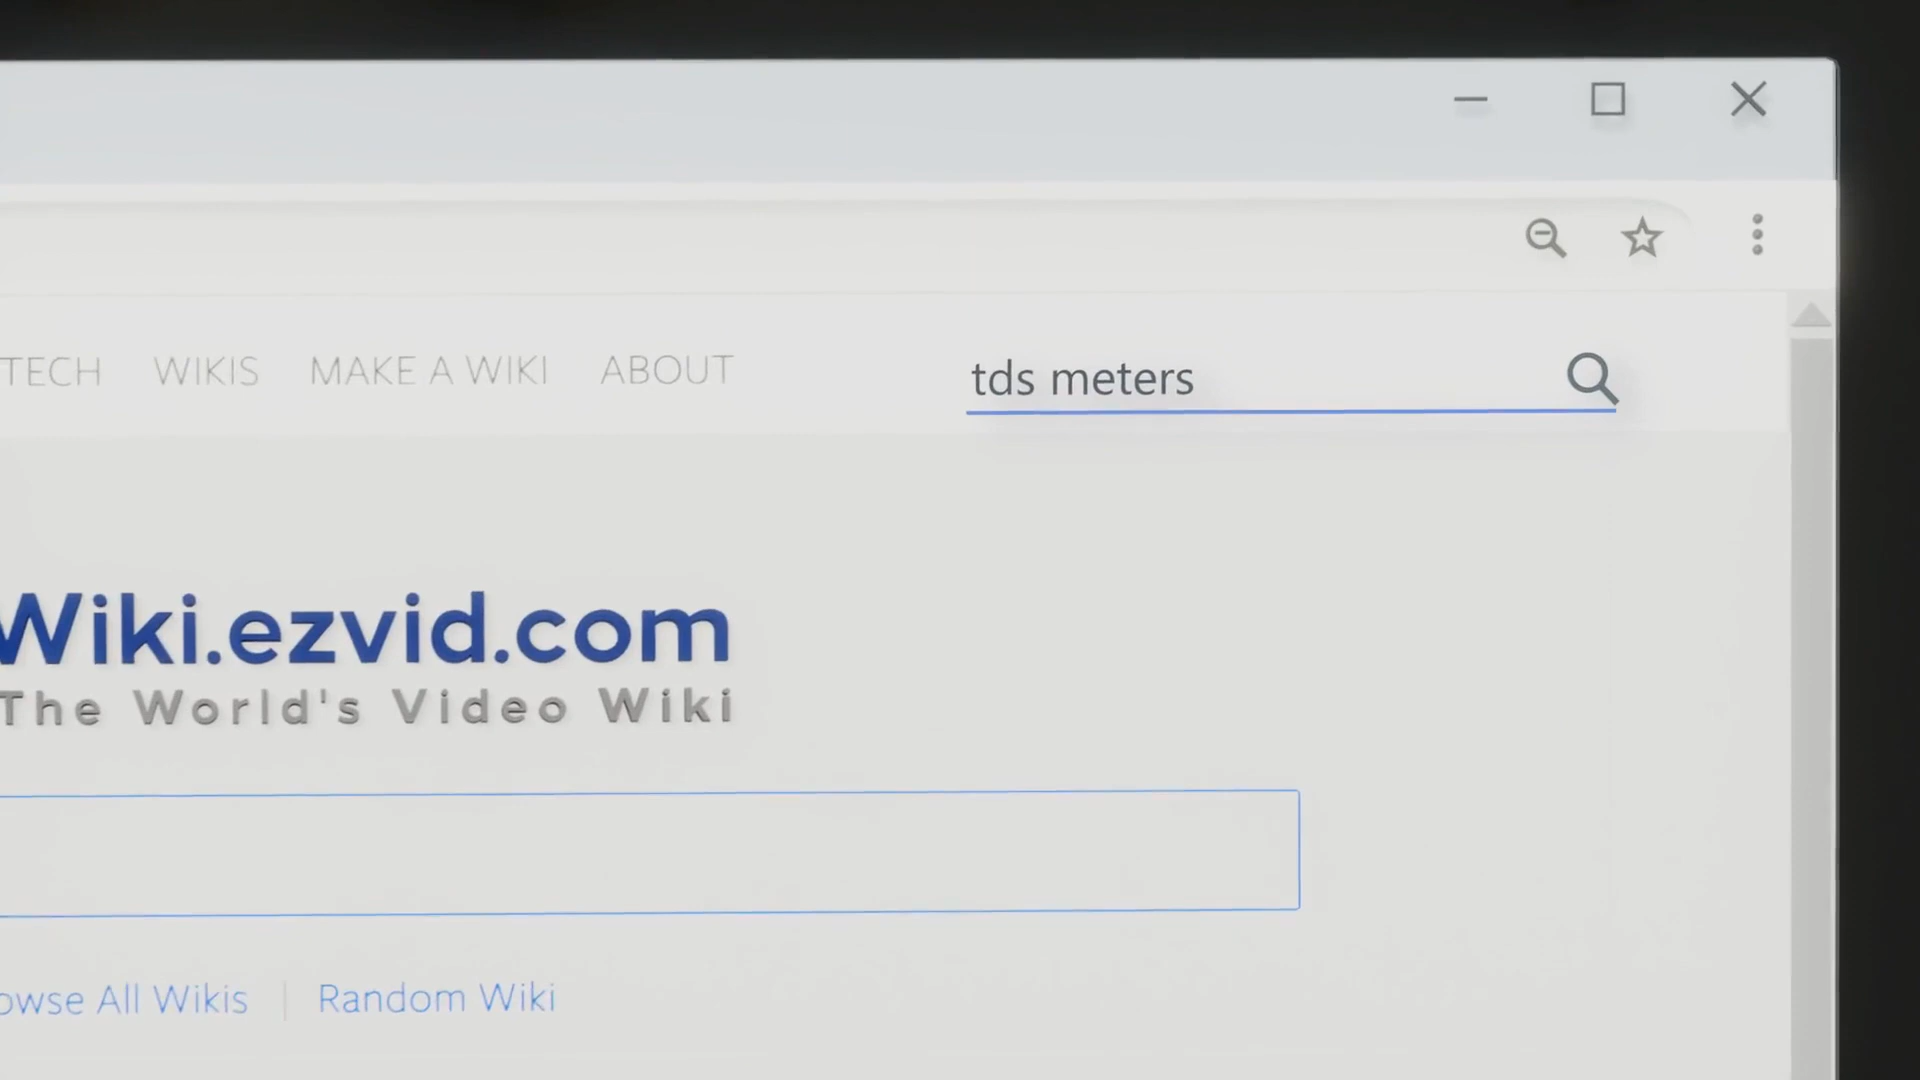 TECH WIKIS MAKE A WIKI ABOUT
tds meters
Wiki.ezvid.com
The World's Video Wiki
owse All Wikis | Random Wiki